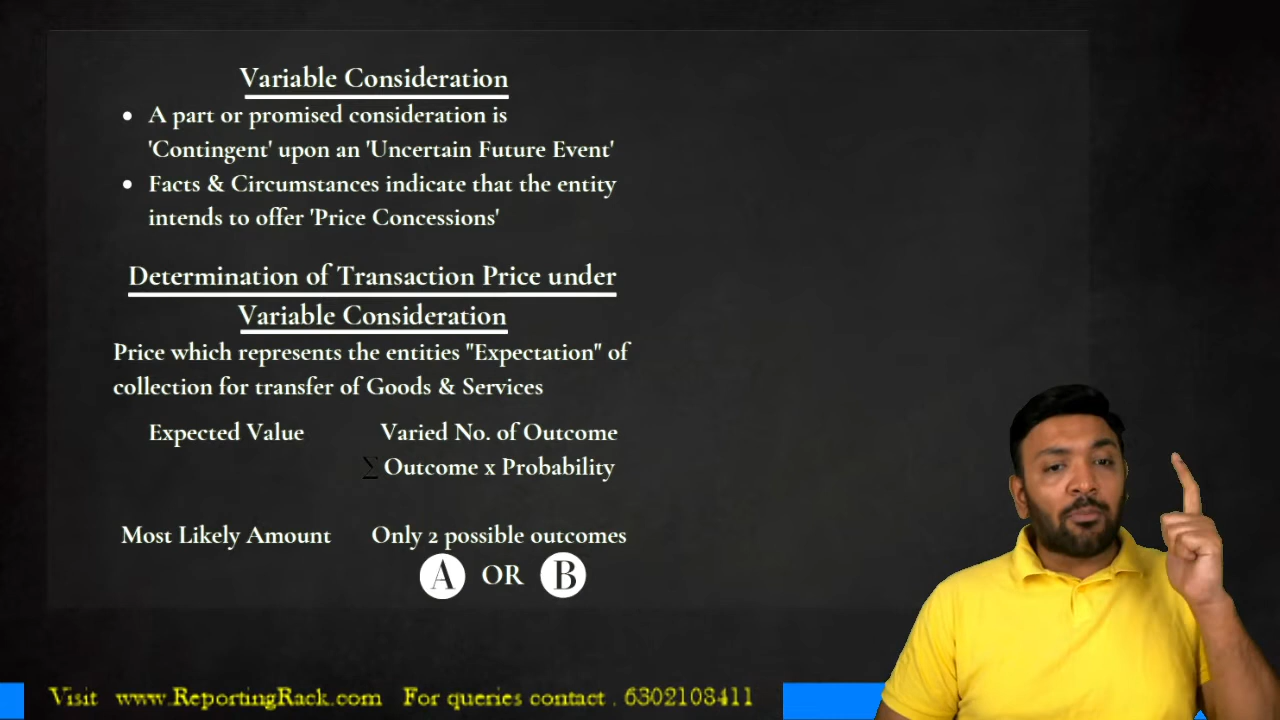 Variable Consideration
• A part or promised consideration is
'Contingent' upon an 'Uncertain Future Event'
• Facts & Circumstances indicate that the entity
intends to offer 'Price Concessions'
Determination of Transaction Price under
Variable Consideration
Price which represents the entities "Expectation" of
collection for transfer of Goods & Services
Expected Value Varied No. of Outcome
∑ Outcome x Probability
Most Likely Amount Only 2 possible outcomes
A OR B
Visit www.ReportingRack.com For queries contact . 6302108411